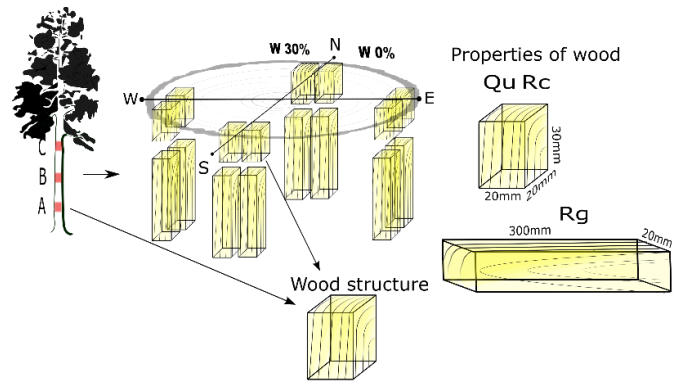 W 30%
N
W 0%
W
E
S
C
B
A
Properties of wood
Qu Rc
30mm
20mm
20mm
Rg
300mm
20mm
Wood structure